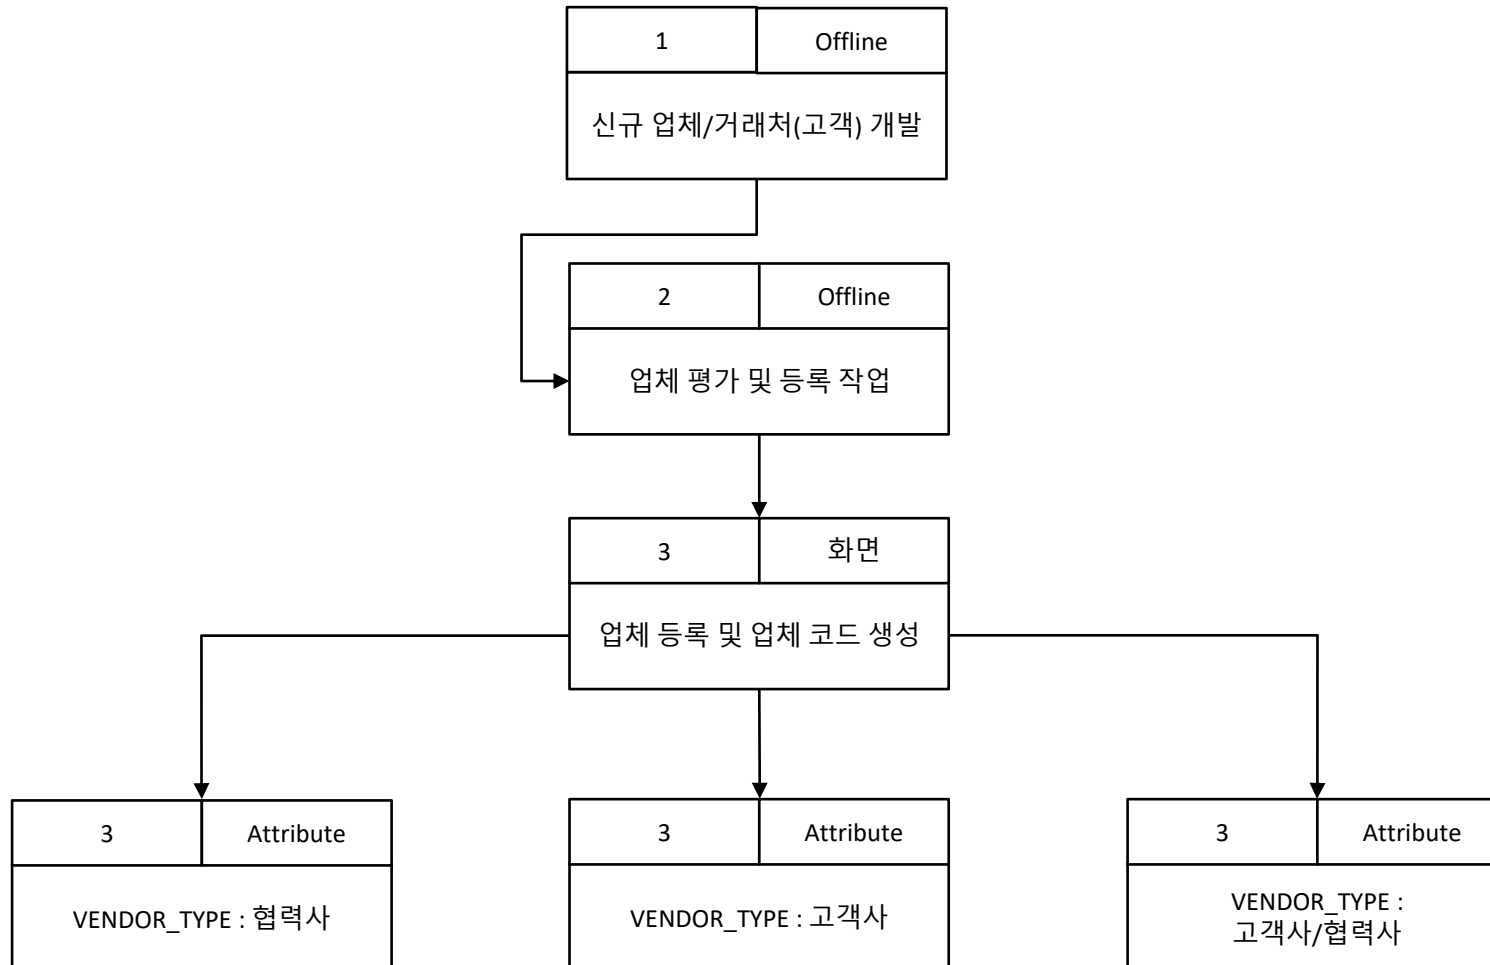 1 Offline
신규 업체/거래처(고객) 개발
2 Offline
업체 평가 및 등록 작업
3 화면
업체 등록 및 업체 코드 생성
3 Attribute
VENDOR_TYPE : 협력사
3 Attribute
VENDOR_TYPE : 고객사
3 Attribute
VENDOR_TYPE :
고객사/협력사